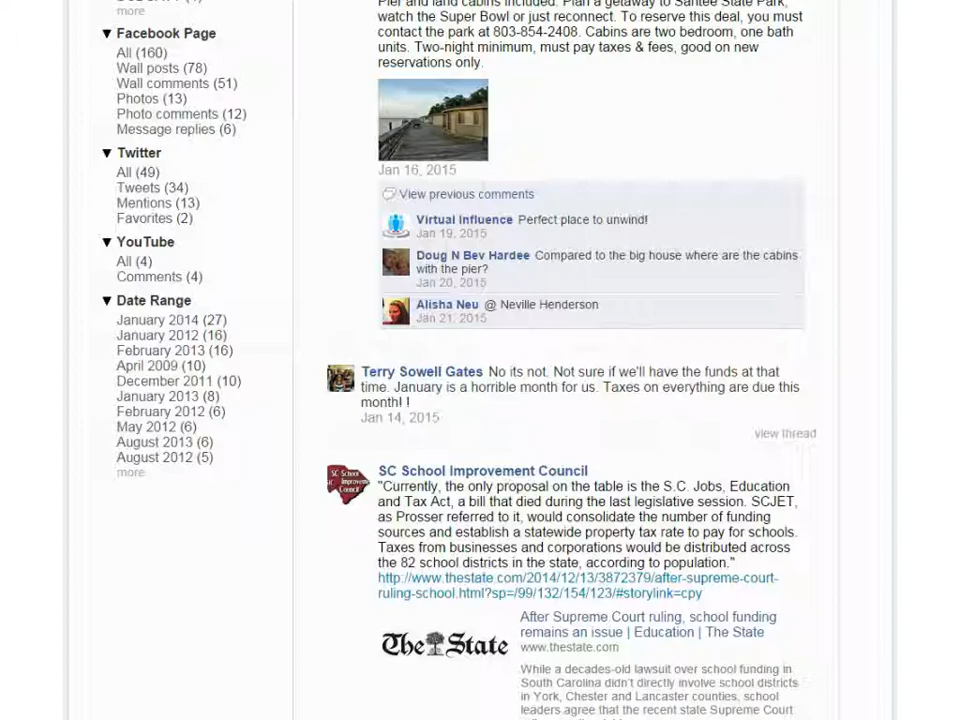 more
▼ Facebook Page
All (160)
Wall posts (78)
Wall comments (51)
Photos (13)
Photo comments (12)
Message replies (6)
▼ Twitter
All (49)
Tweets (34)
Mentions (13)
Favorites (2)
▼ YouTube
All (4)
Comments (4)
▼ Date Range
January 2014 (27)
January 2012 (16)
February 2013 (16)
April 2009 (10)
December 2011 (10)
January 2013 (8)
February 2012 (6)
May 2012 (6)
August 2013 (6)
August 2012 (5)
more
Pier and land cabins included. Plan a getaway to Santee State Park,
watch the Super Bowl or just reconnect. To reserve this deal, you must
contact the park at 803-854-2408. Cabins are two bedroom, one bath
units. Two-night minimum, must pay taxes & fees, good on new
reservations only.
Jan 16, 2015
View previous comments
Virtual Influence Perfect place to unwind!
Jan 19, 2015
Doug N Bev Hardee Compared to the big house where are the cabins
with the pier?
Jan 20, 2015
Alisha Neu @ Neville Henderson
Jan 21, 2015
Terry Sowell Gates No its not. Not sure if we'll have the funds at that
time. January is a horrible month for us. Taxes on everything are due this
month! !
Jan 14, 2015
view thread
SC School Improvement Council
"Currently, the only proposal on the table is the S.C. Jobs, Education
and Tax Act, a bill that died during the last legislative session. SCJET,
as Prosser referred to it, would consolidate the number of funding
sources and establish a statewide property tax rate to pay for schools.
Taxes from businesses and corporations would be distributed across
the 82 school districts in the state, according to population."
http://www.thestate.com/2014/12/13/3872379/after-supreme-court-
ruling-school.html?sp=/99/132/154/123/#storylink=cpy
The State
After Supreme Court ruling, school funding
remains an issue | Education | The State
www.thestate.com
While a decades-old lawsuit over school funding in
South Carolina didn't directly involve school districts
in York, Chester and Lancaster counties, school
leaders agree that the recent state Supreme Court